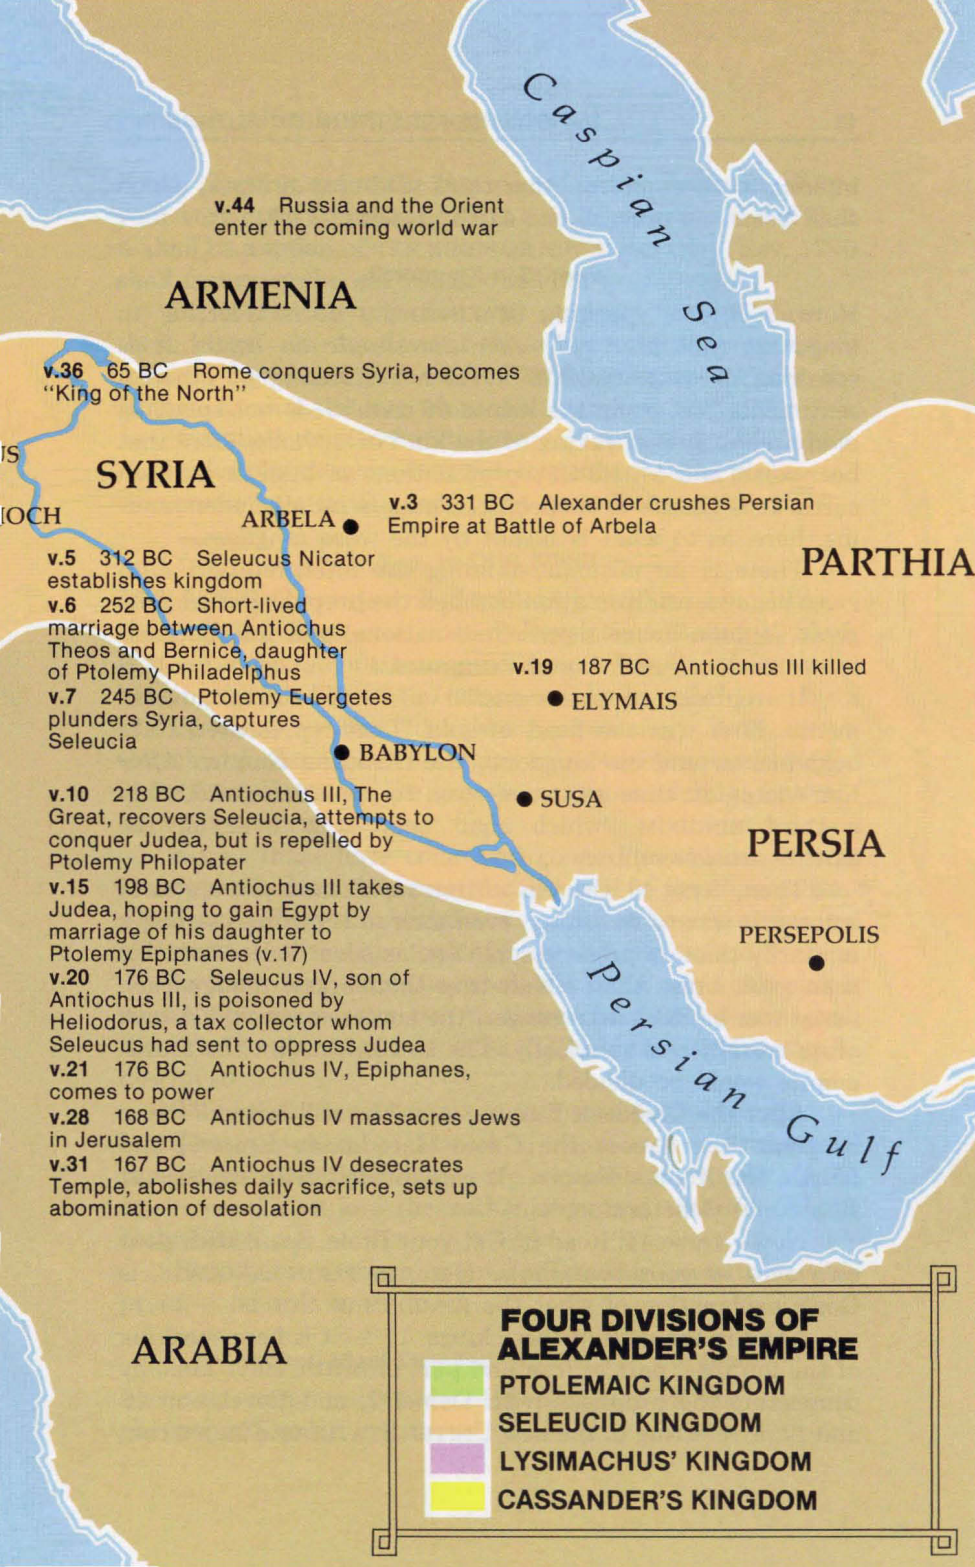 Caspian Sea
v.44 Russia and the Orient
enter the coming world war
ARMENIA
v.36 65 BC Rome conquers Syria, becomes
“King of the North”
US
SYRIA
IOCH
ARBELA
v.3 331 BC Alexander crushes Persian
Empire at Battle of Arbela
PARTHIA
v.5 312 BC Seleucus Nicator
establishes kingdom
v.6 252 BC Short-lived
marriage between Antiochus
Theos and Bernice, daughter
of Ptolemy Philadelphus
v.7 245 BC Ptolemy Euergetes
plunders Syria, captures
Seleucia
v.19 187 BC Antiochus III killed
ELYMAIS
BABYLON
SUSA
PERSIA
v.10 218 BC Antiochus III, The
Great, recovers Seleucia, attempts to
conquer Judea, but is repelled by
Ptolemy Philopater
v.15 198 BC Antiochus III takes
Judea, hoping to gain Egypt by
marriage of his daughter to
Ptolemy Epiphanes (v.17)
v.20 176 BC Seleucus IV, son of
Antiochus III, is poisoned by
Heliodorus, a tax collector whom
Seleucus had sent to oppress Judea
v.21 176 BC Antiochus IV, Epiphanes,
comes to power
v.28 168 BC Antiochus IV massacres Jews
in Jerusalem
v.31 167 BC Antiochus IV desecrates
Temple, abolishes daily sacrifice, sets up
abomination of desolation
PERSEPOLIS
Persian Gulf
ARABIA
FOUR DIVISIONS OF
ALEXANDER’S EMPIRE
PTOLEMAIC KINGDOM
SELEUCID KINGDOM
LYSIMACHUS’ KINGDOM
CASSANDER’S KINGDOM